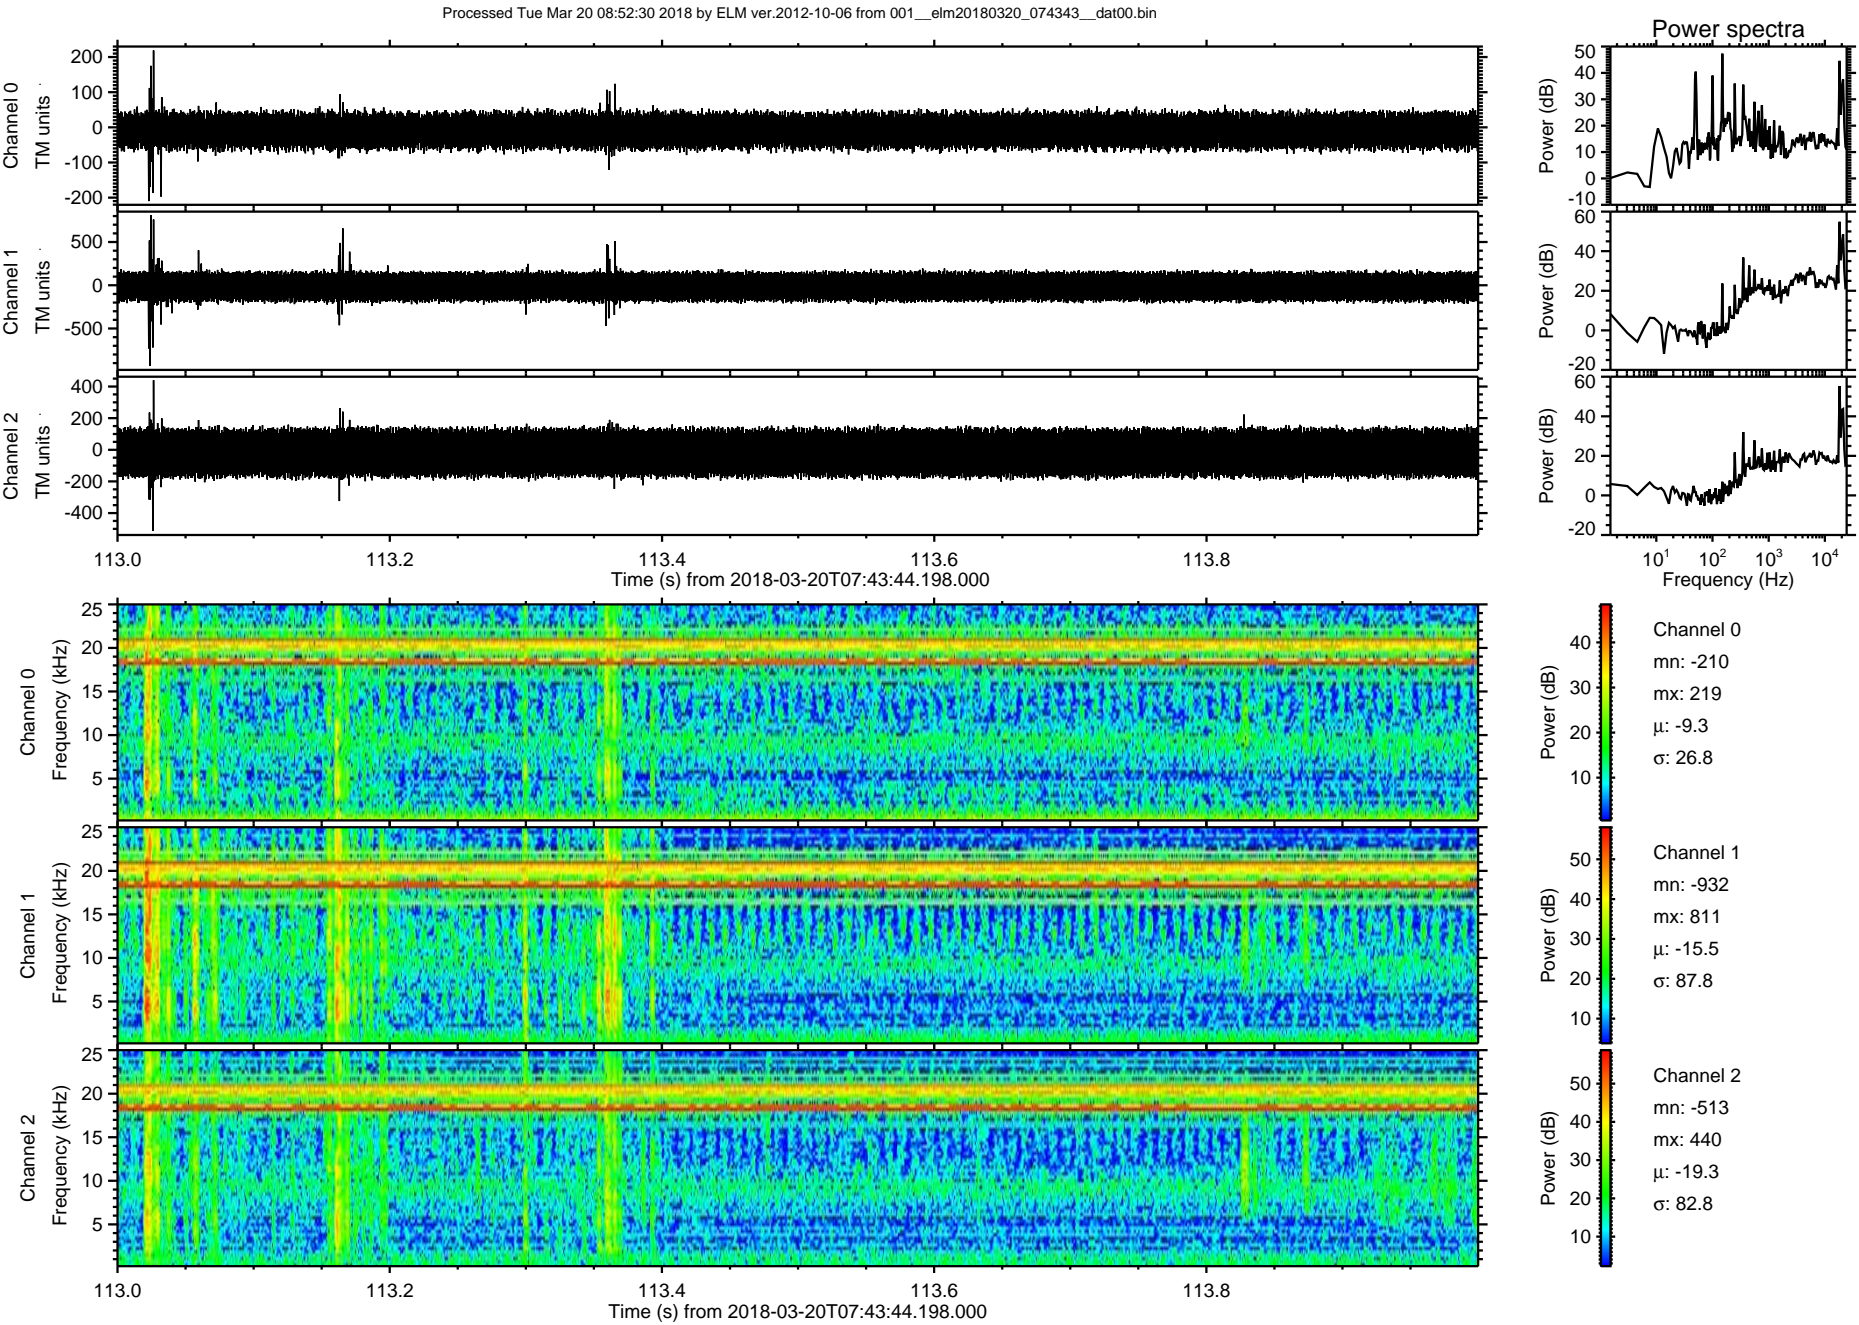 Processed Tue Mar 20 08:52:30 2018 by ELM ver.2012-10-06 from 001__elm20180320_074343__dat00.bin
Power spectra
Channel 0
TM units
200
100
0
-100
-200
Power (dB)
50
40
30
20
10
0
-10
Channel 1
TM units
500
0
-500
Power (dB)
60
40
20
0
-20
Channel 2
TM units
400
200
0
-200
-400
Power (dB)
60
40
20
0
-20
113.0 113.2 113.4 113.6 113.8
Time (s) from 2018-03-20T07:43:44.198.000
10^1 10^2 10^3 10^4
Frequency (Hz)
Channel 0
Frequency (kHz)
25
20
15
10
5
Power (dB)
40
30
20
10
Channel 0
mn: -210
mx: 219
μ: -9.3
σ: 26.8
Channel 1
Frequency (kHz)
25
20
15
10
5
Power (dB)
50
40
30
20
10
Channel 1
mn: -932
mx: 811
μ: -15.5
σ: 87.8
Channel 2
Frequency (kHz)
25
20
15
10
5
Power (dB)
50
40
30
20
10
Channel 2
mn: -513
mx: 440
μ: -19.3
σ: 82.8
113.0 113.2 113.4 113.6 113.8
Time (s) from 2018-03-20T07:43:44.198.000